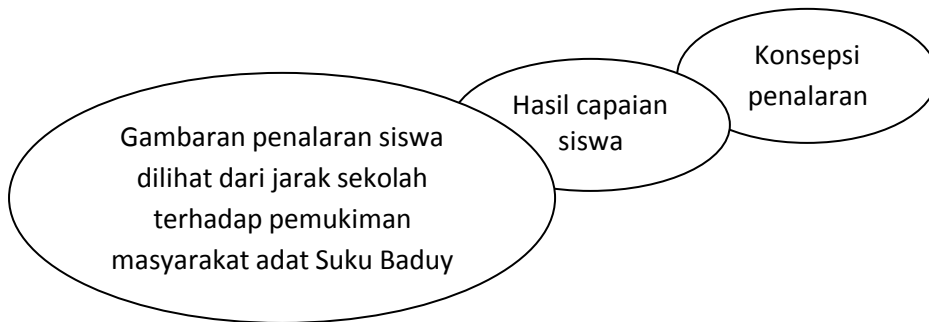 Konsepsi
penalaran
Hasil capaian
siswa
Gambaran penalaran siswa
dilihat dari jarak sekolah
terhadap pemukiman
masyarakat adat Suku Baduy